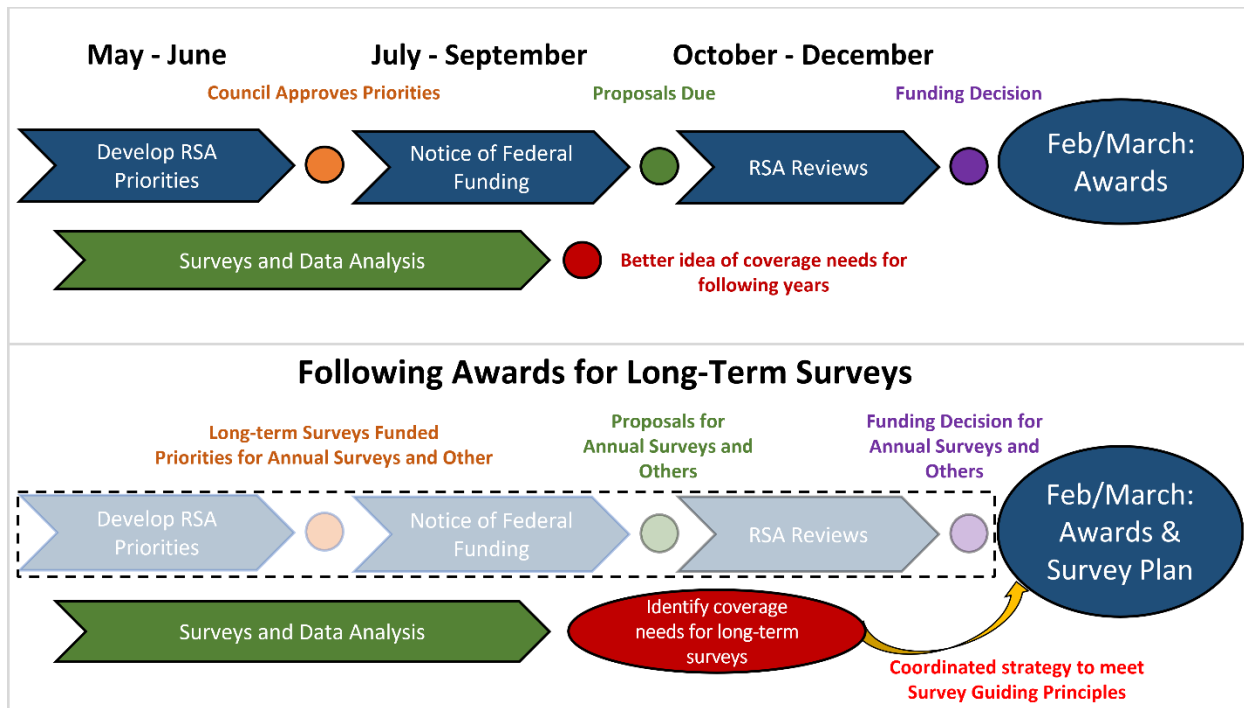 May - June
July - September
October - December
Council Approves Priorities
Proposals Due
Funding Decision
Develop RSA
Priorities
Notice of Federal
Funding
RSA Reviews
Feb/March:
Awards
Surveys and Data Analysis
Better idea of coverage needs for
following years
Following Awards for Long-Term Surveys
Long-term Surveys Funded
Priorities for Annual Surveys and Other
Proposals for
Annual Surveys and
Others
Funding Decision for
Annual Surveys and
Others
Develop RSA
Priorities
Notice of Federal
Funding
RSA Reviews
Feb/March:
Awards &
Survey Plan
Surveys and Data Analysis
Identify coverage
needs for long-term
surveys
Coordinated strategy to meet
Survey Guiding Principles